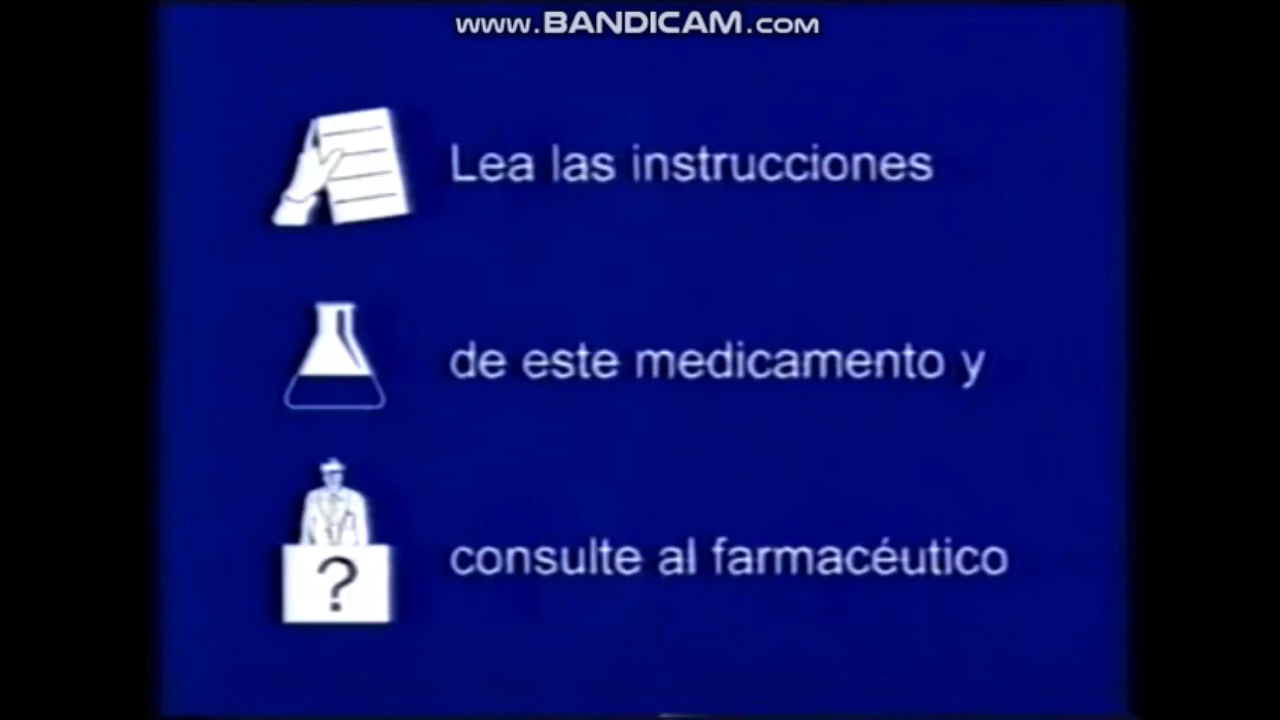 www.BANDICAM.com
Lea las instrucciones
de este medicamento y
consulte al farmacéutico
?